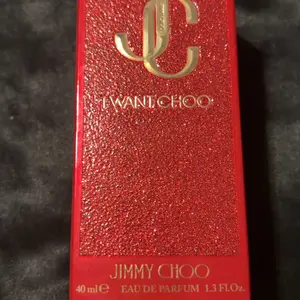 JC
I WANT CHOO
JIMMY CHOO
40 ml e EAU DE PARFUM 1.3 Fl.Oz.